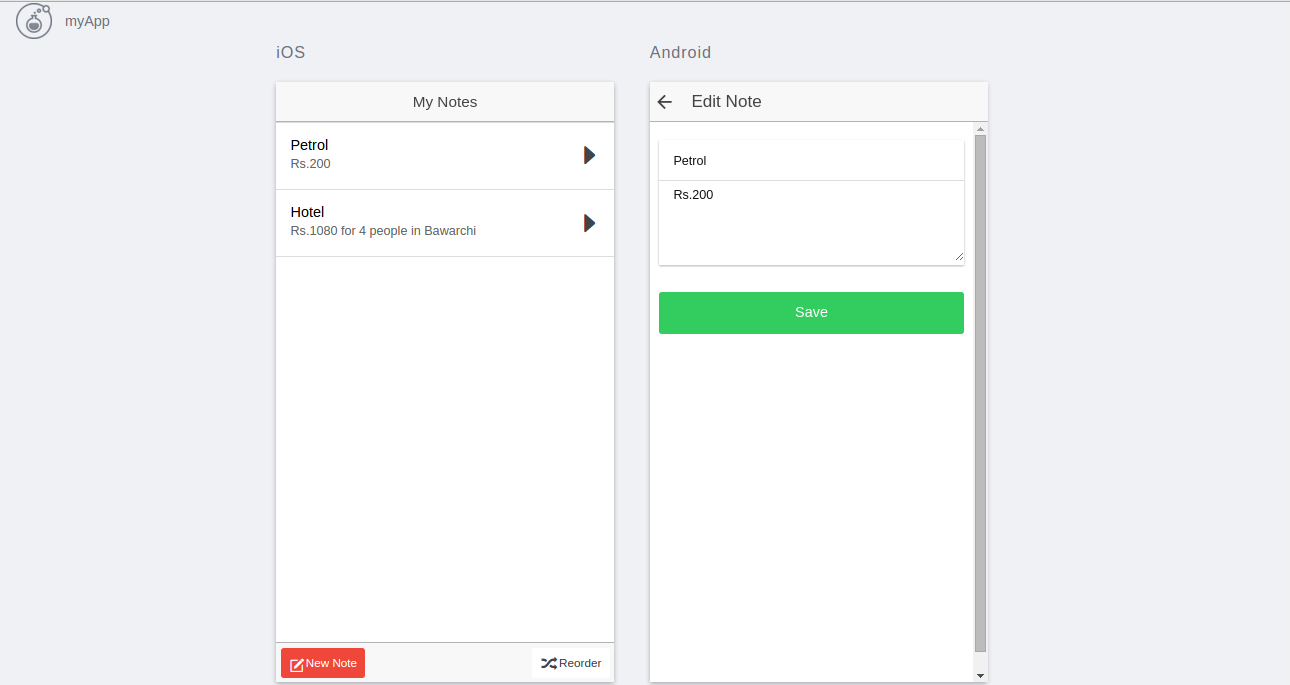 myApp
iOS
My Notes
Petrol
Rs.200
Hotel
Rs.1080 for 4 people in Bawarchi
New Note
Reorder
Android
Edit Note
Petrol
Rs.200
Save